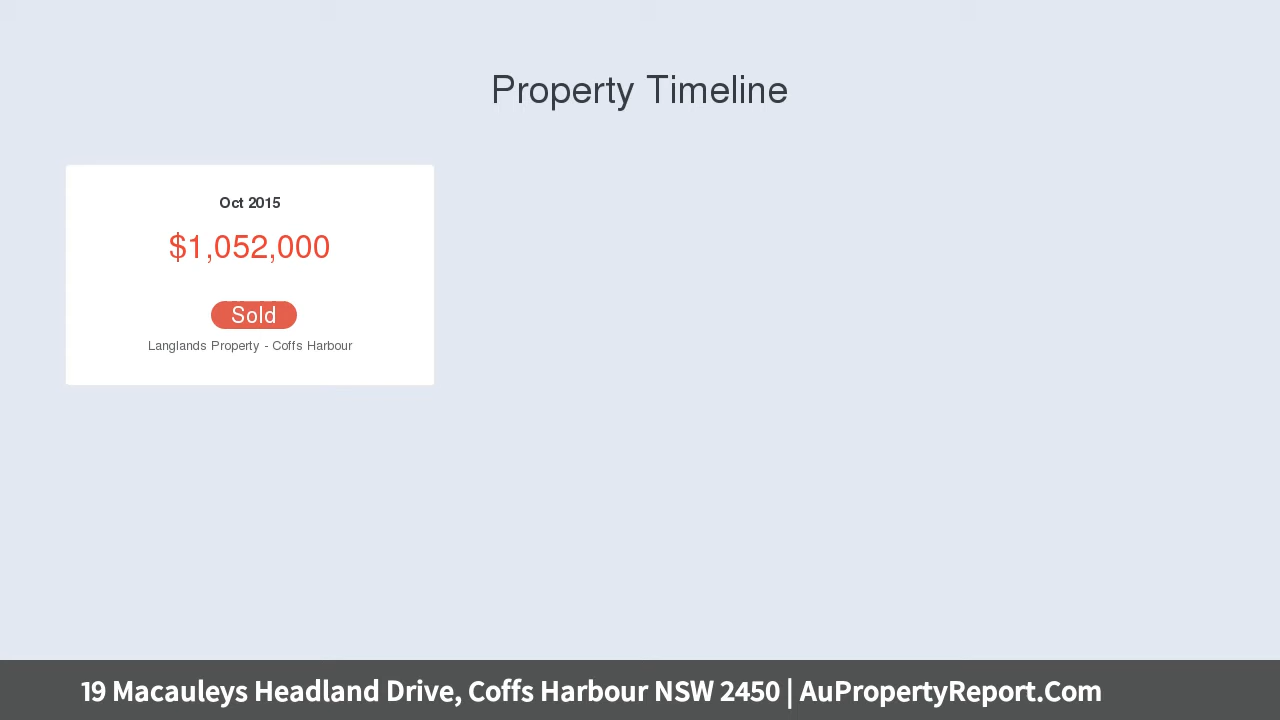 Property Timeline
Oct 2015
$1,052,000
Sold
Langlands Property - Coffs Harbour
19 Macauleys Headland Drive, Coffs Harbour NSW 2450 | AuPropertyReport.Com